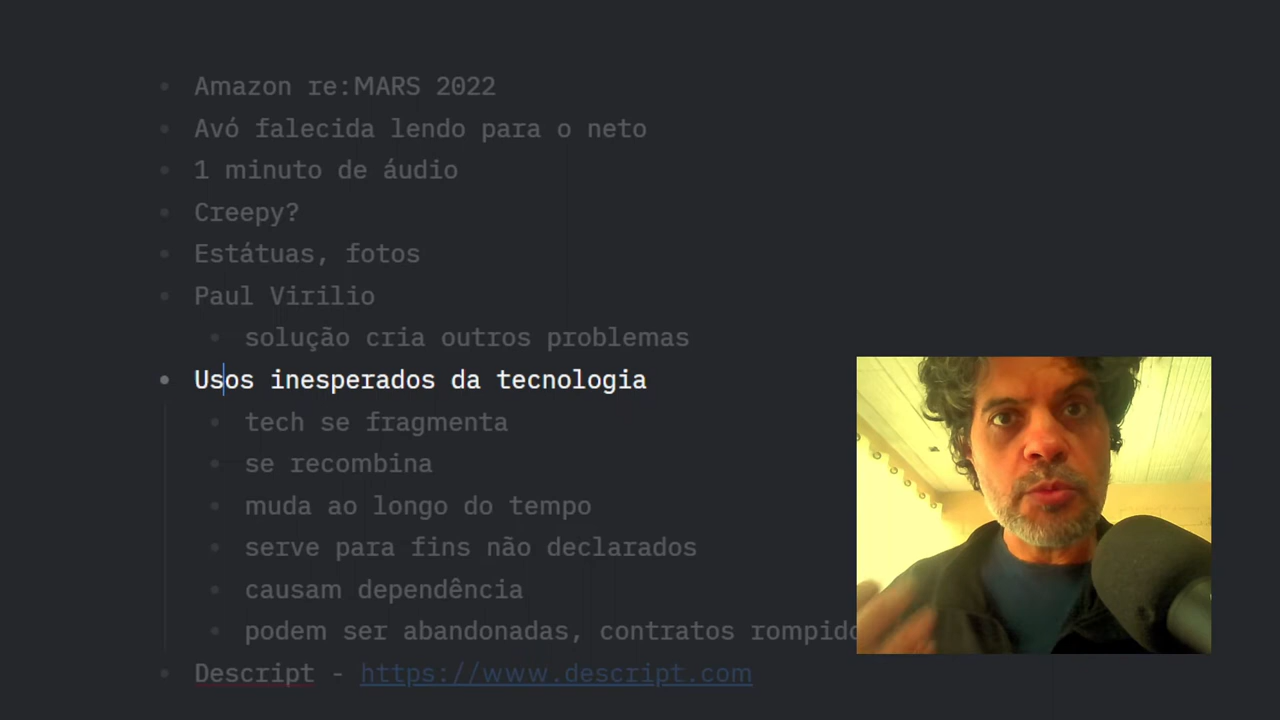 Amazon re:MARS 2022
Avó falecida lendo para o neto
1 minuto de áudio
Creepy?
Estátuas, fotos
Paul Virilio
solução cria outros problemas
Usos inesperados da tecnologia
tech se fragmenta
se recombina
muda ao longo do tempo
serve para fins não declarados
causam dependência
podem ser abandonadas, contratos rompido
Descript - https://www.descript.com